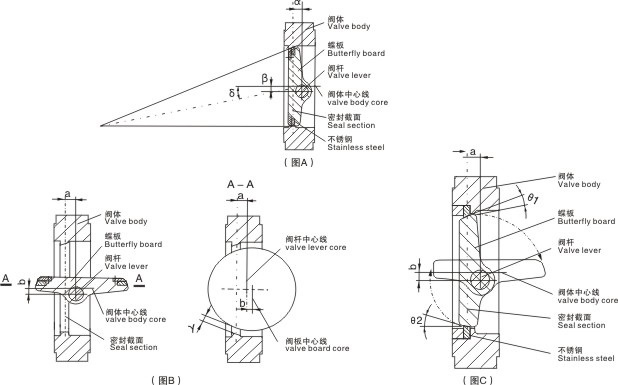 α
阀体
Valve body
蝶板
Butterfly board
阀杆
Valve lever
β
δ
阀体中心线
valve body core
密封截面
Seal section
不锈钢
Stainless steel
(图A)
a
阀体
Valve body
蝶板
Butterfly board
阀杆
Valve lever
A
A
b
阀体中心线
valve body core
密封截面
Seal section
(图B)
A-A
a
阀杆中心线
valve lever core
b
γ
阀板中心线
valve board core
a
阀体
Valve body
θ1
蝶板
Butterfly board
阀杆
Valve lever
b
阀体中心线
valve body core
θ2
密封截面
Seal section
不锈钢
Stainless steel
(图C)